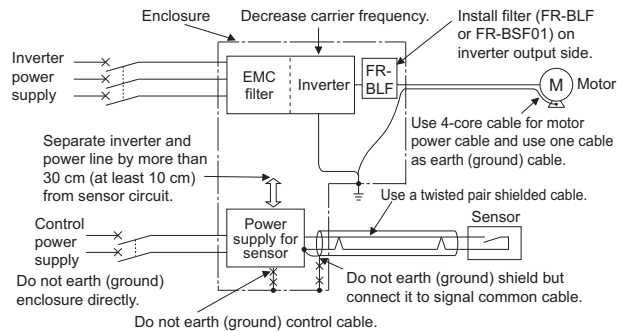 Enclosure
Decrease carrier frequency.
Install filter (FR-BLF
or FR-BSF01) on
inverter output side.
Inverter
power
supply
EMC
filter
Inverter
FR-
BLF
M
Motor
Use 4-core cable for motor
power cable and use one cable
as earth (ground) cable.
Separate inverter and
power line by more than
30 cm (at least 10 cm)
from sensor circuit.
Use a twisted pair shielded cable.
Control
power
supply
Power
supply for
sensor
Sensor
Do not earth (ground)
enclosure directly.
Do not earth (ground) shield but
connect it to signal common cable.
Do not earth (ground) control cable.